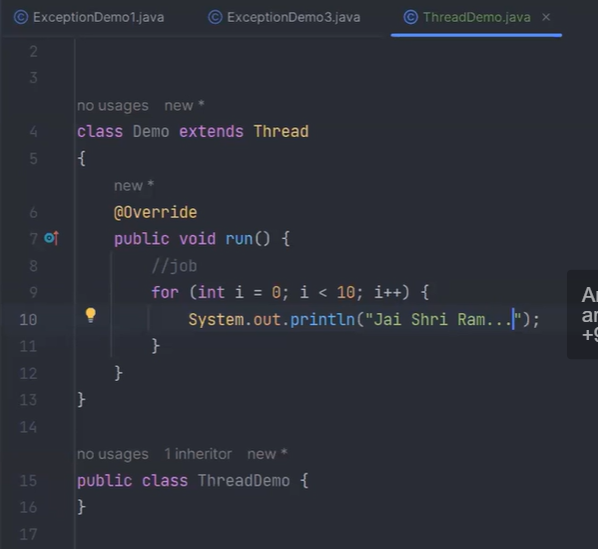 ExceptionDemo1.java ExceptionDemo3.java ThreadDemo.java ×
2
3
no usages new *
4 class Demo extends Thread
5 {
new *
6 @Override
7 public void run() {
8 //job
9 for (int i = 0; i < 10; i++) {
10 System.out.println("Jai Shri Ram...");
11 }
12 }
13 }
14
no usages 1 inheritor new *
15 public class ThreadDemo {
16 }
17